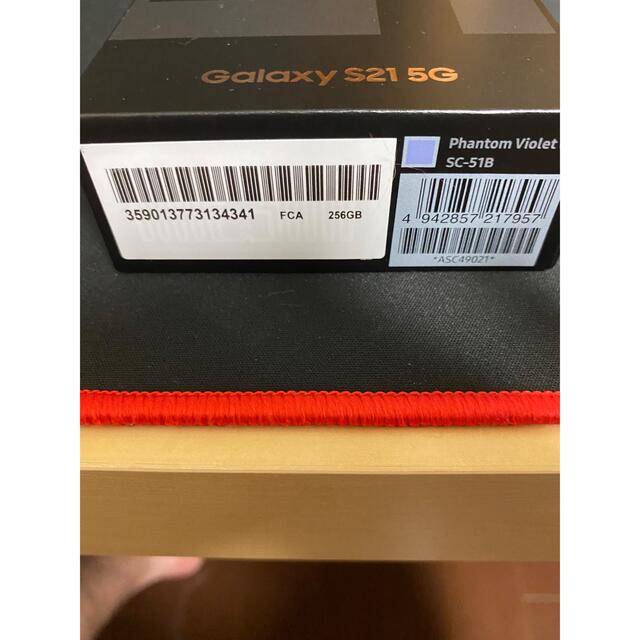 Galaxy S21 5G
Phantom Violet
SC-51B
359013773134341 FCA 256GB
4 942857 217957
*ASC49021*